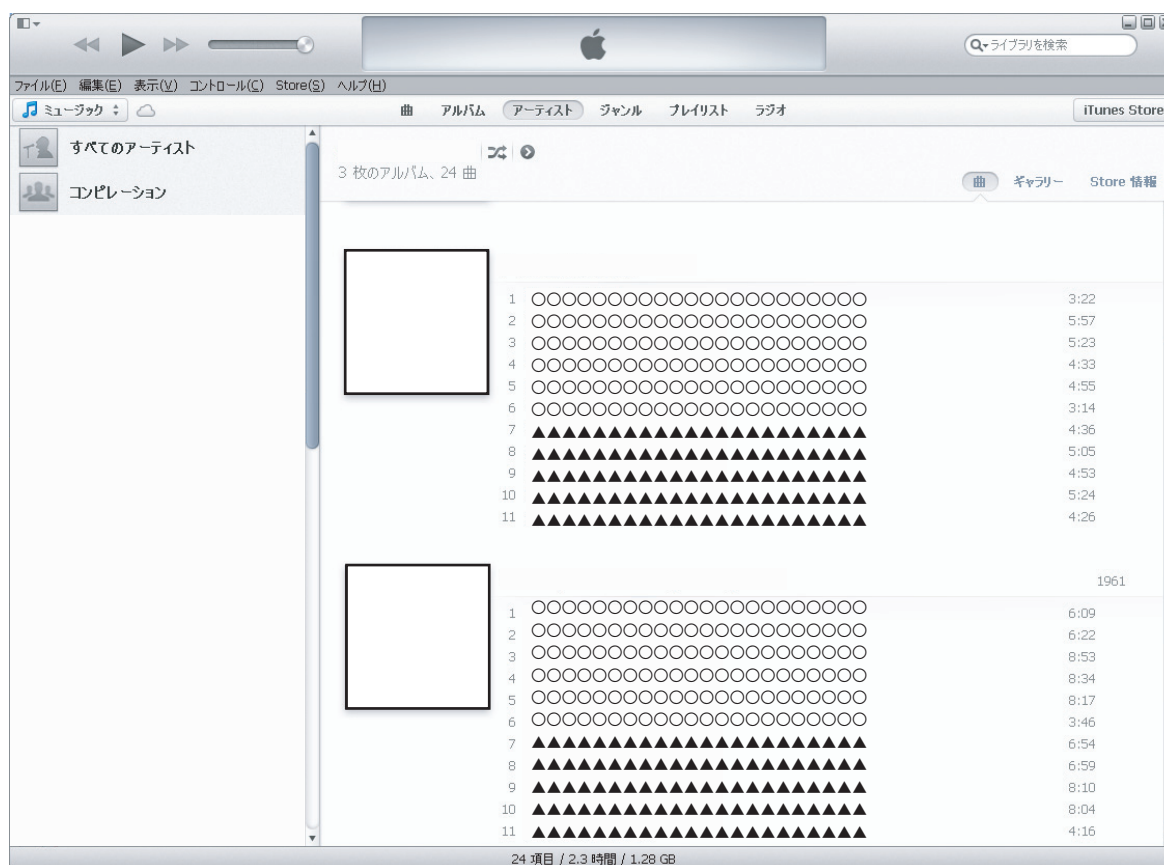 ライブラリを検索
ファイル(F) 編集(E) 表示(V) コントロール(C) Store(S) ヘルプ(H)
ミュージック 曲 アルバム アーティスト ジャンル プレイリスト ラジオ iTunes Store
すべてのアーティスト
コンピレーション
3 枚のアルバム、24 曲
曲 ギャラリー Store 情報
1 ○○○○○○○○○○○○○○○○○○○○○○ 3:22
2 ○○○○○○○○○○○○○○○○○○○○○○ 5:57
3 ○○○○○○○○○○○○○○○○○○○○○○ 5:23
4 ○○○○○○○○○○○○○○○○○○○○○○ 4:33
5 ○○○○○○○○○○○○○○○○○○○○○○ 4:55
6 ○○○○○○○○○○○○○○○○○○○○○○ 3:14
7 ▲▲▲▲▲▲▲▲▲▲▲▲▲▲▲▲▲▲▲▲▲▲ 4:36
8 ▲▲▲▲▲▲▲▲▲▲▲▲▲▲▲▲▲▲▲▲▲▲ 5:05
9 ▲▲▲▲▲▲▲▲▲▲▲▲▲▲▲▲▲▲▲▲▲▲ 4:53
10 ▲▲▲▲▲▲▲▲▲▲▲▲▲▲▲▲▲▲▲▲▲▲ 5:24
11 ▲▲▲▲▲▲▲▲▲▲▲▲▲▲▲▲▲▲▲▲▲▲ 4:26
1961
1 ○○○○○○○○○○○○○○○○○○○○○○ 6:09
2 ○○○○○○○○○○○○○○○○○○○○○○ 6:22
3 ○○○○○○○○○○○○○○○○○○○○○○ 8:53
4 ○○○○○○○○○○○○○○○○○○○○○○ 8:34
5 ○○○○○○○○○○○○○○○○○○○○○○ 8:17
6 ○○○○○○○○○○○○○○○○○○○○○○ 3:46
7 ▲▲▲▲▲▲▲▲▲▲▲▲▲▲▲▲▲▲▲▲▲▲ 6:54
8 ▲▲▲▲▲▲▲▲▲▲▲▲▲▲▲▲▲▲▲▲▲▲ 6:59
9 ▲▲▲▲▲▲▲▲▲▲▲▲▲▲▲▲▲▲▲▲▲▲ 8:10
10 ▲▲▲▲▲▲▲▲▲▲▲▲▲▲▲▲▲▲▲▲▲▲ 8:04
11 ▲▲▲▲▲▲▲▲▲▲▲▲▲▲▲▲▲▲▲▲▲▲ 4:16
24 項目 / 2.3 時間 / 1.28 GB